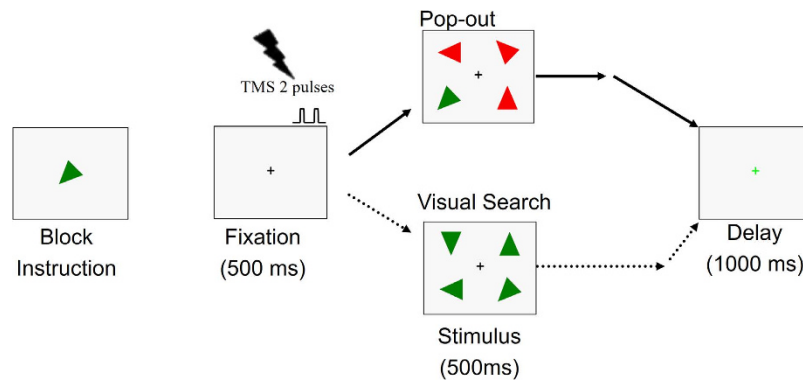 Pop-out
TMS 2 pulses
Block
Instruction
Fixation
(500 ms)
Visual Search
Stimulus
(500ms)
Delay
(1000 ms)